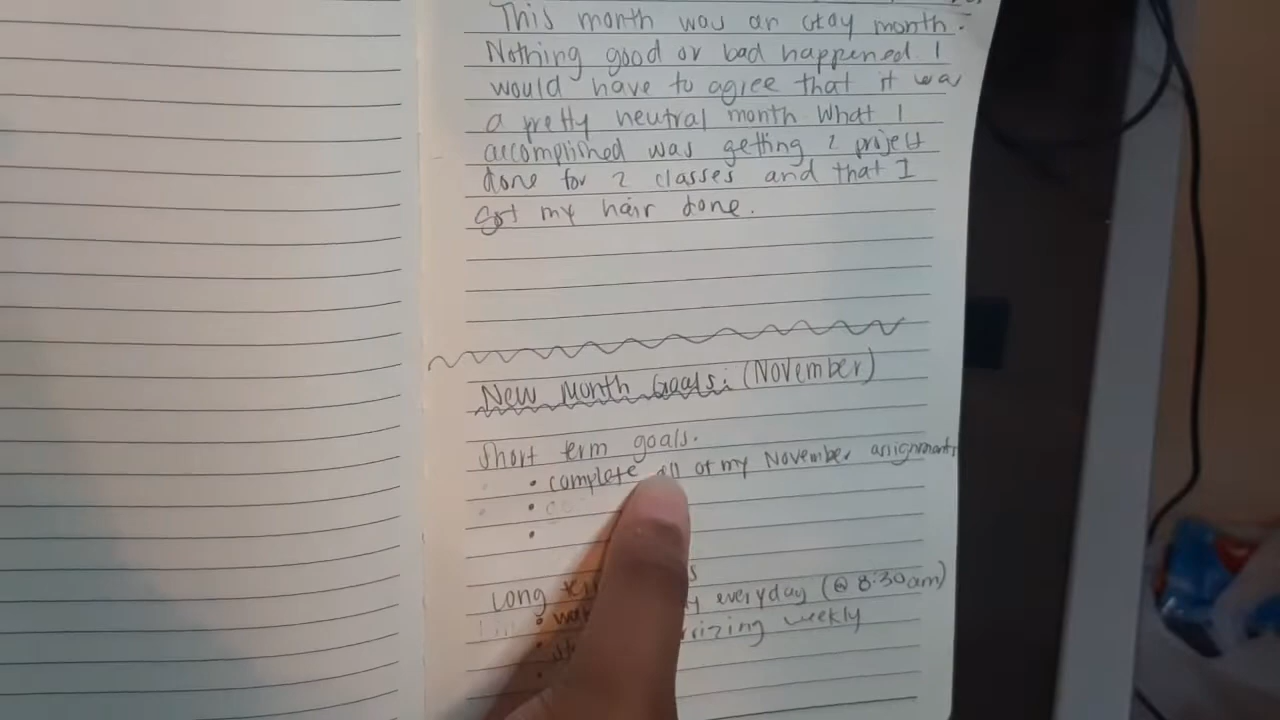 This month was an okay month.
Nothing good or bad happened I
would have to agree that it wa
a pretty neutral month What I
accomplished was getting 2 project
done for 2 classes and that I
Got my hair done.
New Month Goals: (November)
Short term goals.
• complete all of my November assignments
•
•
Long
everyday (@ 8:30am)
weekly